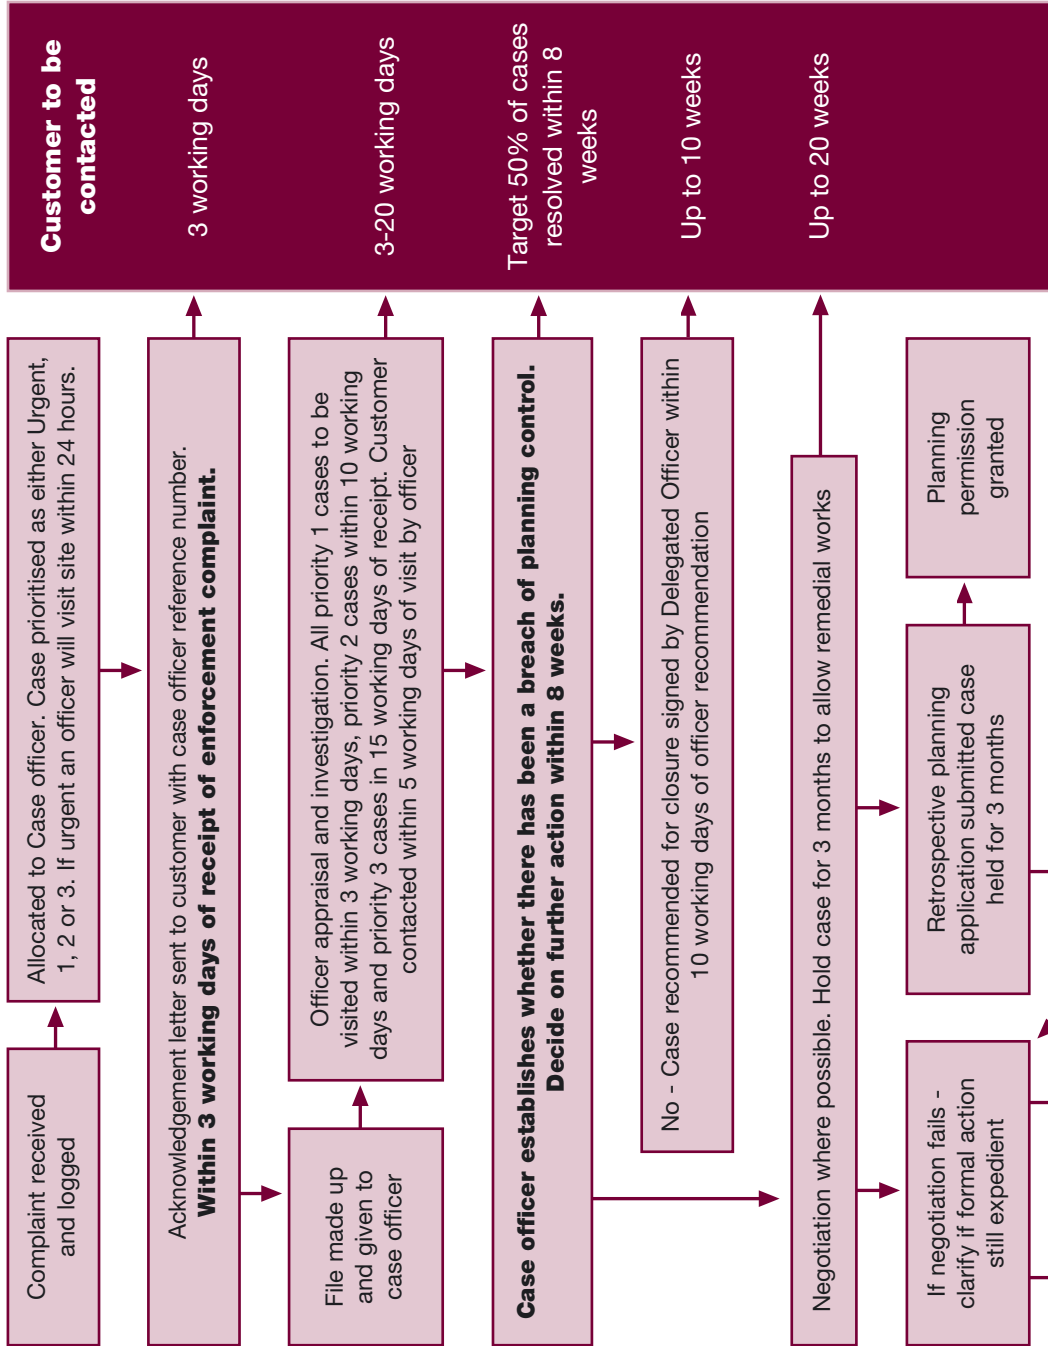 Complaint received
and logged
Allocated to Case officer. Case prioritised as either Urgent,
1, 2 or 3. If urgent an officer will visit site within 24 hours.
Customer to be
contacted
Acknowledgement letter sent to customer with case officer reference number.
Within 3 working days of receipt of enforcement complaint.
3 working days
File made up
and given to
case officer
Officer appraisal and investigation. All priority 1 cases to be
visited within 3 working days, priority 2 cases within 10 working
days and priority 3 cases in 15 working days of receipt. Customer
contacted within 5 working days of visit by officer
3-20 working days
Case officer establishes whether there has been a breach of planning control.
Decide on further action within 8 weeks.
Target 50% of cases
resolved within 8
weeks
No - Case recommended for closure signed by Delegated Officer within
10 working days of officer recommendation
Up to 10 weeks
Negotiation where possible. Hold case for 3 months to allow remedial works
Up to 20 weeks
If negotiation fails -
clarify if formal action
still expedient
Retrospective planning
application submitted case
held for 3 months
Planning
permission
granted